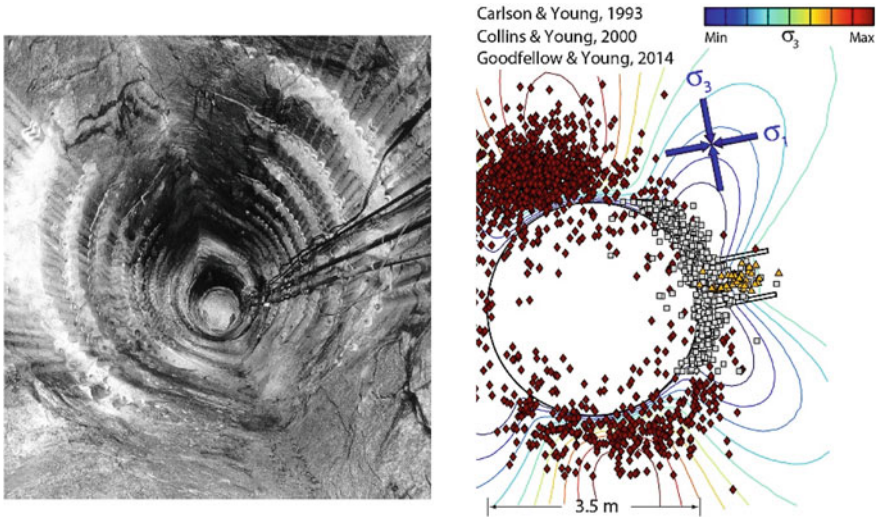 Carlson & Young, 1993
Collins & Young, 2000
Goodfellow & Young, 2014
Min σ₃ Max
σ₃
σ₁
3.5 m